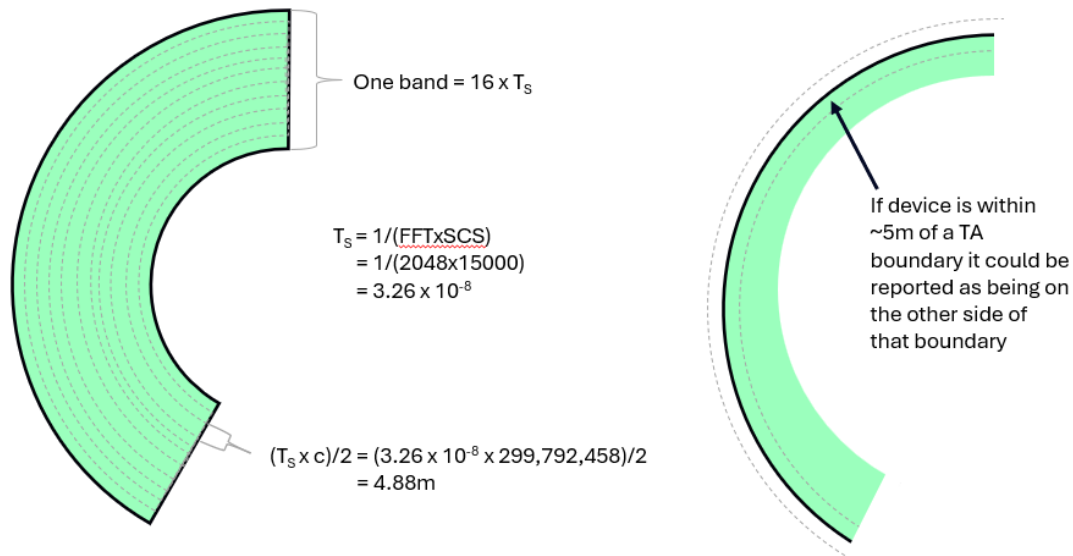 One band = 16 x TS
TS = 1/(FFTxSCS)
= 1/(2048x15000)
= 3.26 x 10-8
(TS x c)/2 = (3.26 x 10-8 x 299,792,458)/2
= 4.88m
If device is within
~5m of a TA
boundary it could be
reported as being on
the other side of
that boundary